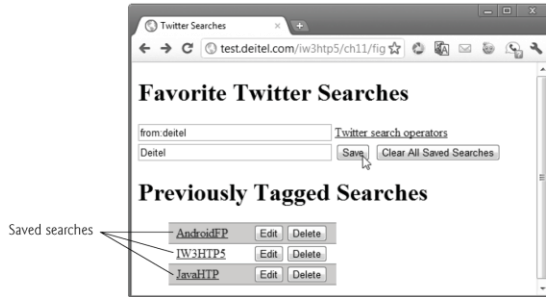 Twitter Searches
test.deitel.com/iw3htp5/ch11/fig
Favorite Twitter Searches
from:deitel Twitter search operators
Deitel Save Clear All Saved Searches
Previously Tagged Searches
Saved searches
AndroidFP Edit Delete
IW3HTP5 Edit Delete
JavaHTP Edit Delete